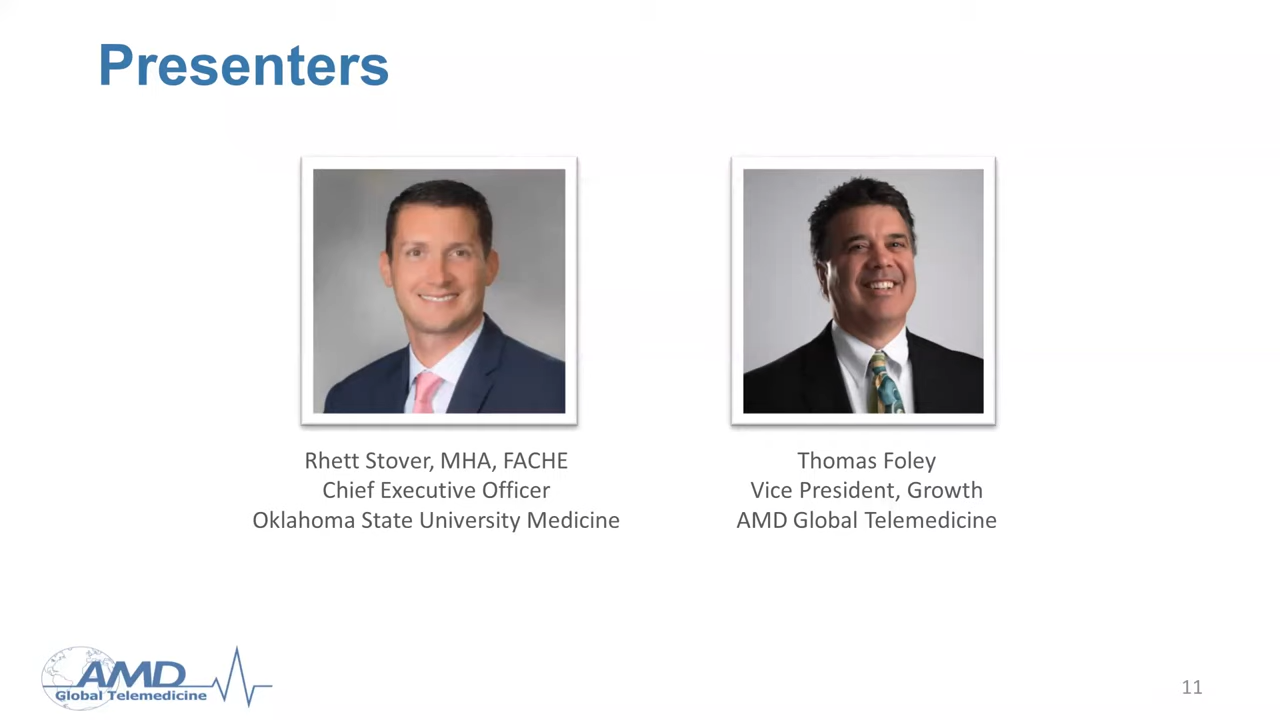 Presenters
Rhett Stover, MHA, FACHE
Chief Executive Officer
Oklahoma State University Medicine
Thomas Foley
Vice President, Growth
AMD Global Telemedicine
AMD
Global Telemedicine
11